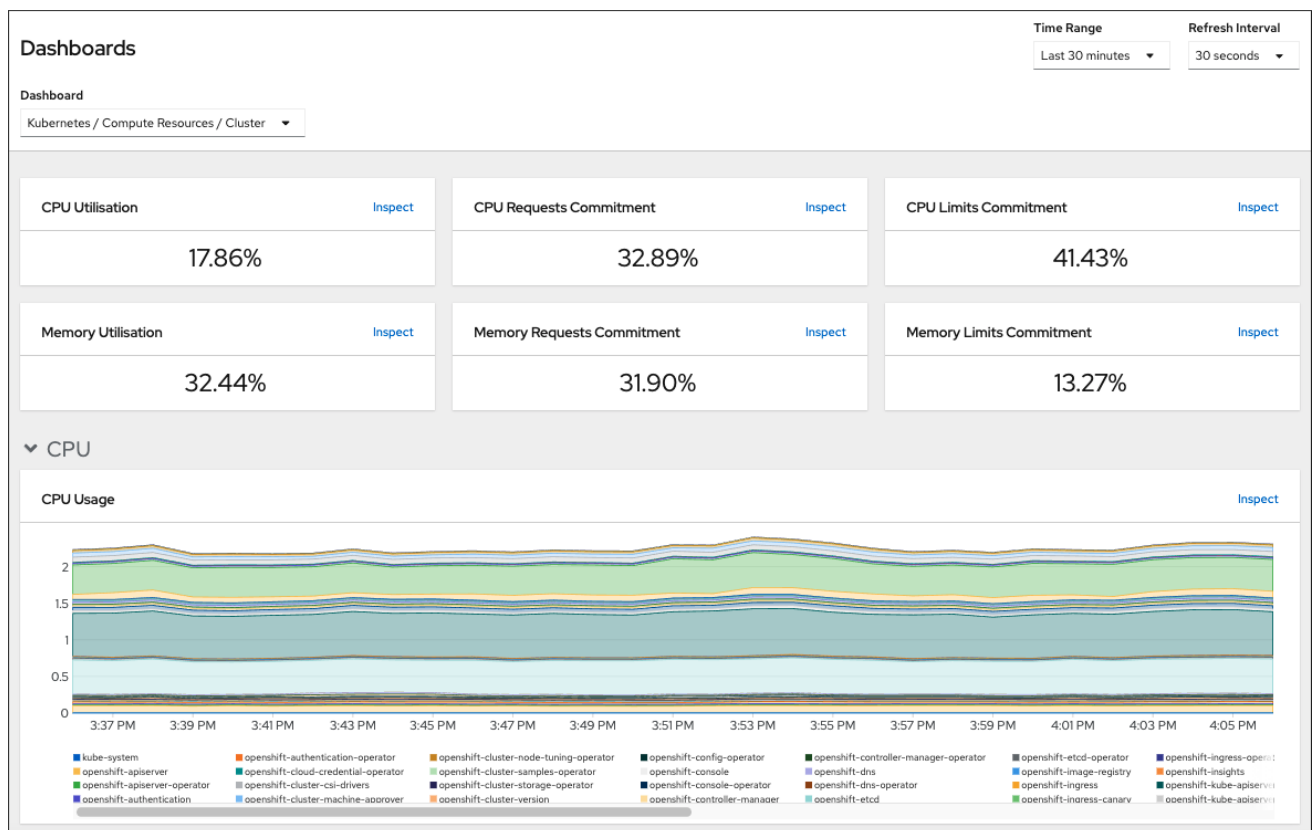 Dashboards
Time Range
Refresh Interval
Last 30 minutes
30 seconds
Dashboard
Kubernetes / Compute Resources / Cluster
CPU Utilisation Inspect
CPU Requests Commitment Inspect
CPU Limits Commitment Inspect
17.86%
32.89%
41.43%
Memory Utilisation Inspect
Memory Requests Commitment Inspect
Memory Limits Commitment Inspect
32.44%
31.90%
13.27%
CPU
CPU Usage Inspect
2
1.5
1
0.5
0
3:37 PM 3:39 PM 3:41 PM 3:43 PM 3:45 PM 3:47 PM 3:49 PM 3:51 PM 3:53 PM 3:55 PM 3:57 PM 3:59 PM 4:01 PM 4:03 PM 4:05 PM
kube-system openshift-authentication-operator openshift-cluster-node-tuning-operator openshift-config-operator openshift-controller-manager-operator openshift-etcd-operator openshift-ingress-opera
openshift-apiserver openshift-cloud-credential-operator openshift-cluster-samples-operator openshift-console openshift-dns openshift-image-registry openshift-insights
openshift-apiserver-operator openshift-cluster-csi-drivers openshift-cluster-storage-operator openshift-console-operator openshift-dns-operator openshift-ingress openshift-kube-apiserve
openshift-authentication openshift-cluster-machine-approver openshift-cluster-version openshift-controller-manager openshift-etcd openshift-ingress-canary openshift-kube-apiserver